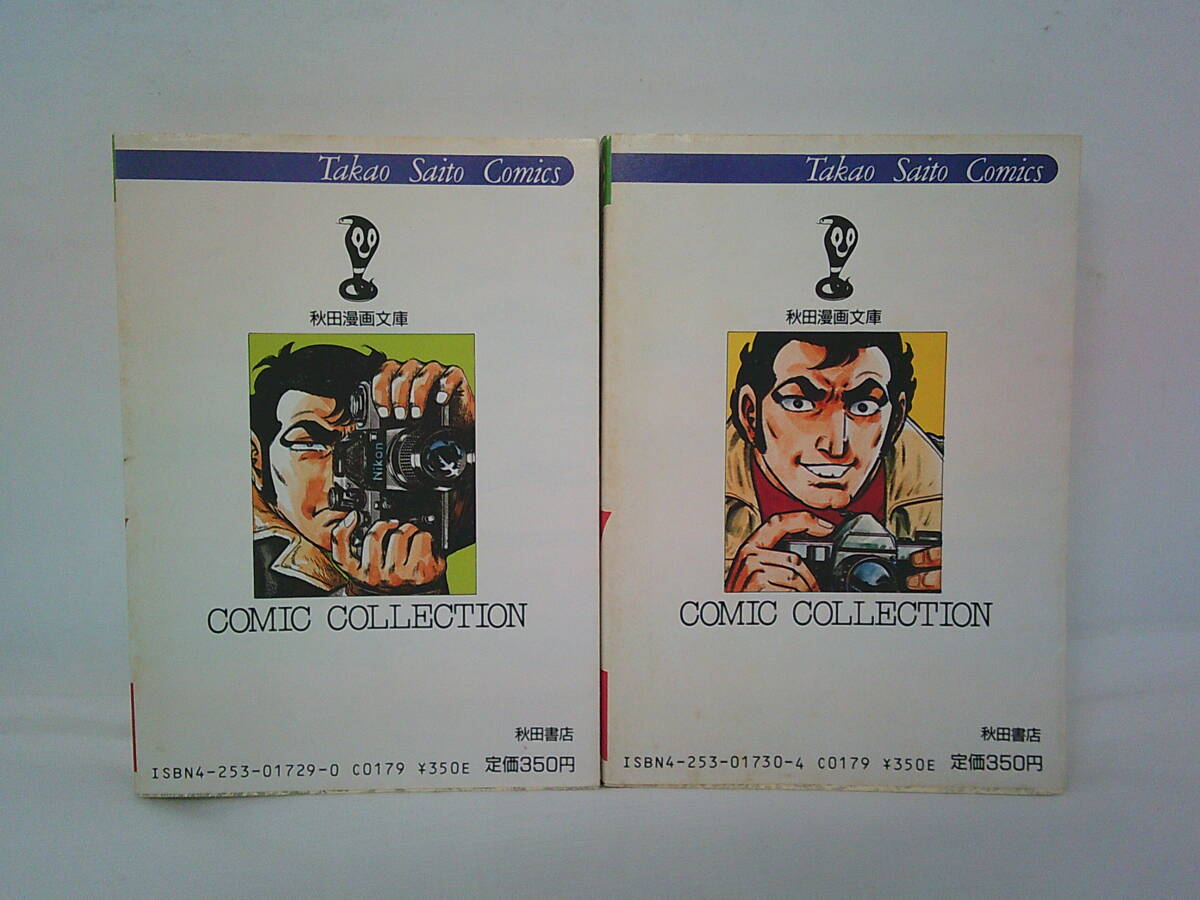 Takao Saito Comics
秋田漫画文庫
Nikon
COMIC COLLECTION
秋田書店
ISBN4-253-01729-0 C0179 ¥350E 定価350円
Takao Saito Comics
秋田漫画文庫
COMIC COLLECTION
秋田書店
ISBN4-253-01730-4 C0179 ¥350E 定価350円